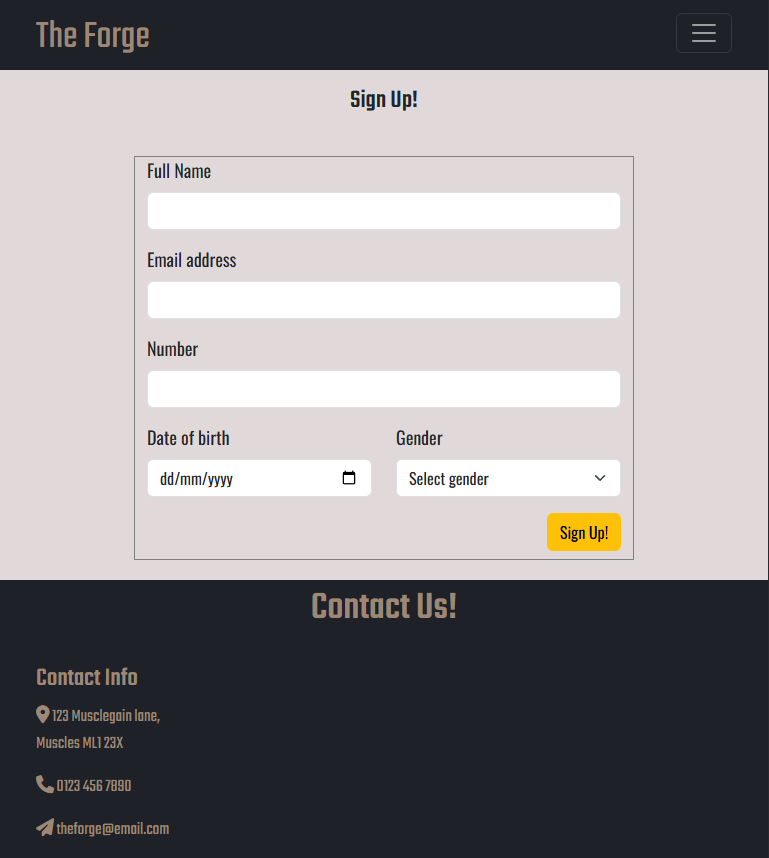 The Forge
Sign Up!
Full Name
Email address
Number
Date of birth
Gender
dd/mm/yyyy
Select gender
Sign Up!
Contact Us!
Contact Info
123 Musclegain lane,
Muscles ML1 23X
0123 456 7890
theforge@email.com